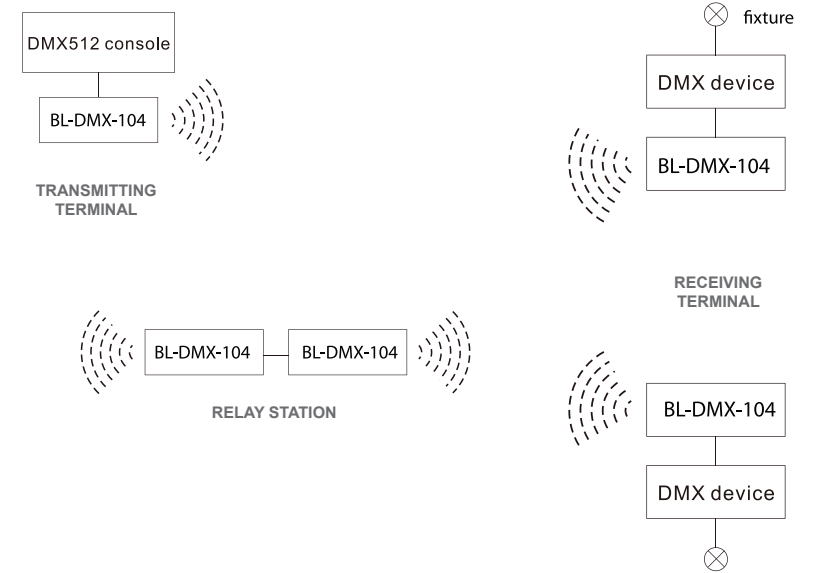 DMX512 console
BL-DMX-104
TRANSMITTING
TERMINAL
fixture
DMX device
BL-DMX-104
RECEIVING
TERMINAL
BL-DMX-104 BL-DMX-104
RELAY STATION
BL-DMX-104
DMX device